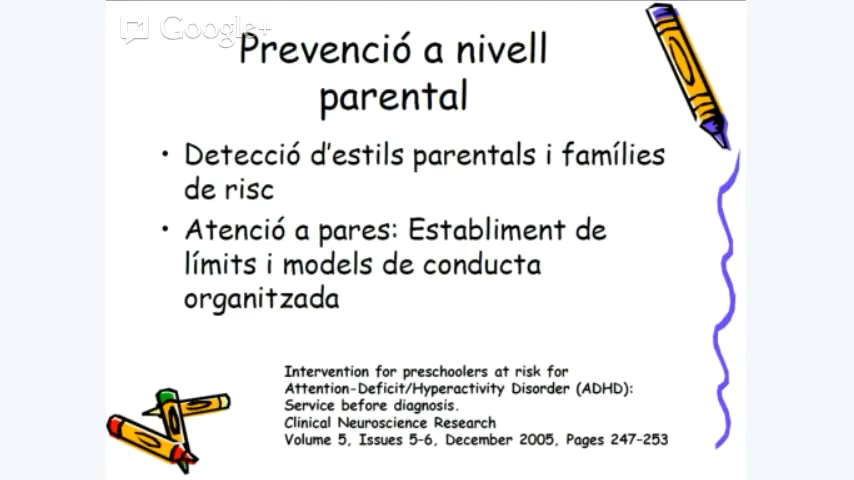 Google+
Prevenció a nivell
parental
• Detecció d'estils parentals i famílies
de risc
• Atenció a pares: Establiment de
límits i models de conducta
organitzada
Intervention for preschoolers at risk for
Attention-Deficit/Hyperactivity Disorder (ADHD):
Service before diagnosis.
Clinical Neuroscience Research
Volume 5, Issues 5-6, December 2005, Pages 247-253